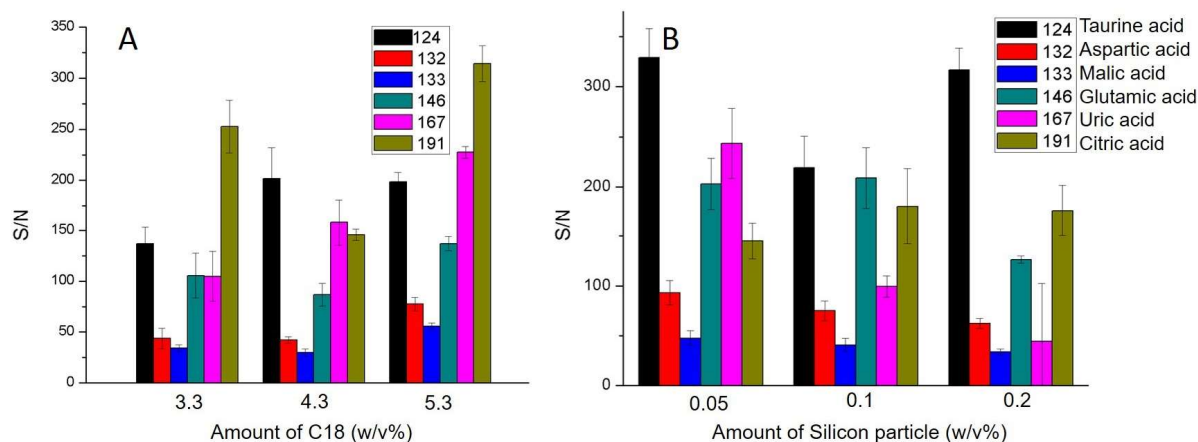 A
350
300
250
200
150
100
50
0
S/N
124
132
133
146
167
191
3.3 4.3 5.3
Amount of C18 (w/v%)
B
300
200
100
0
S/N
124 Taurine acid
132 Aspartic acid
133 Malic acid
146 Glutamic acid
167 Uric acid
191 Citric acid
0.05 0.1 0.2
Amount of Silicon particle (w/v%)